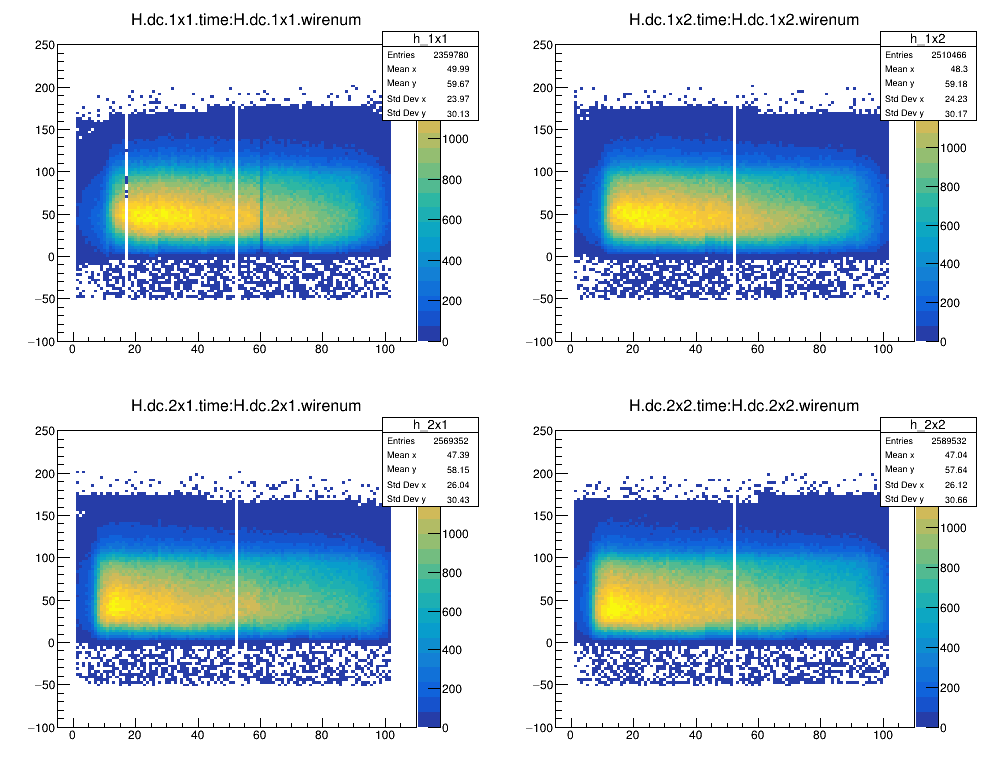 H.dc.1x1.time:H.dc.1x1.wirenum
h_1x1
Entries 2359780
Mean x 49.99
Mean y 59.67
Std Dev x 23.97
Std Dev y 30.13
250
200
150
100
50
0
−50
−100
0 20 40 60 80 100
1000
800
600
400
200
0
H.dc.1x2.time:H.dc.1x2.wirenum
h_1x2
Entries 2510466
Mean x 48.3
Mean y 59.18
Std Dev x 24.23
Std Dev y 30.17
250
200
150
100
50
0
−50
−100
0 20 40 60 80 100
1000
800
600
400
200
0
H.dc.2x1.time:H.dc.2x1.wirenum
h_2x1
Entries 2569352
Mean x 47.39
Mean y 58.15
Std Dev x 26.04
Std Dev y 30.43
250
200
150
100
50
0
−50
−100
0 20 40 60 80 100
1000
800
600
400
200
0
H.dc.2x2.time:H.dc.2x2.wirenum
h_2x2
Entries 2589532
Mean x 47.04
Mean y 57.64
Std Dev x 26.12
Std Dev y 30.66
250
200
150
100
50
0
−50
−100
0 20 40 60 80 100
1000
800
600
400
200
0